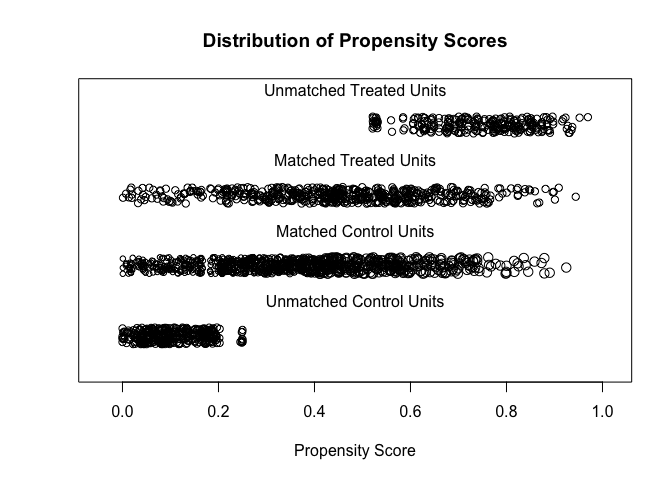 Distribution of Propensity Scores
Unmatched Treated Units
Matched Treated Units
Matched Control Units
Unmatched Control Units
0.0 0.2 0.4 0.6 0.8 1.0
Propensity Score